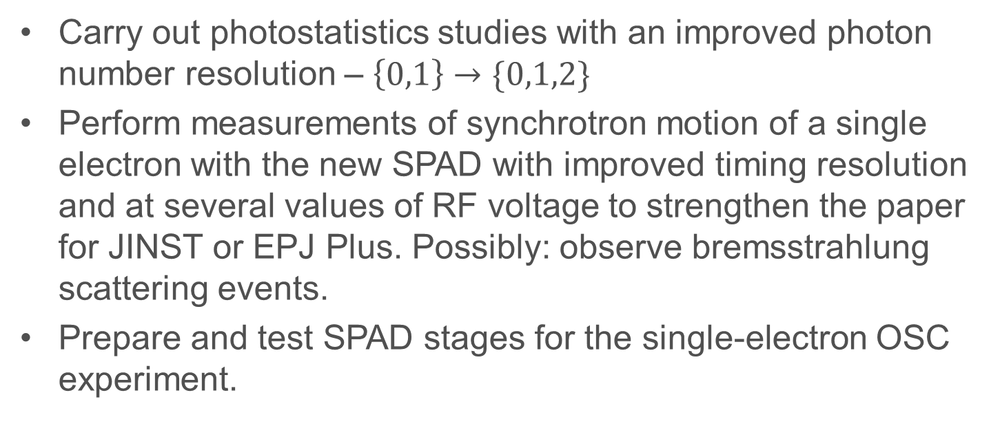 • Carry out photostatistics studies with an improved photon
number resolution – {0,1} → {0,1,2}
• Perform measurements of synchrotron motion of a single
electron with the new SPAD with improved timing resolution
and at several values of RF voltage to strengthen the paper
for JINST or EPJ Plus. Possibly: observe bremsstrahlung
scattering events.
• Prepare and test SPAD stages for the single-electron OSC
experiment.